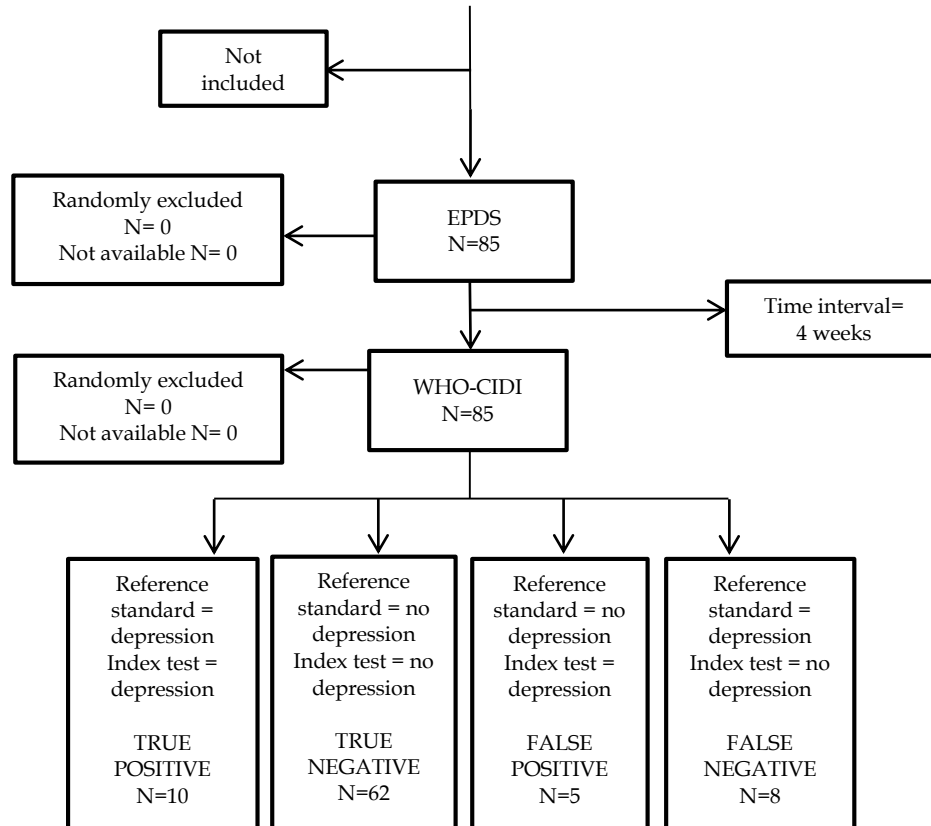 Not
included
Randomly excluded
N= 0
Not available N= 0
EPDS
N=85
Time interval=
4 weeks
Randomly excluded
N= 0
Not available N= 0
WHO-CIDI
N=85
Reference
standard =
depression
Index test =
depression
TRUE
POSITIVE
N=10
Reference
standard = no
depression
Index test = no
depression
TRUE
NEGATIVE
N=62
Reference
standard = no
depression
Index test =
depression
FALSE
POSITIVE
N=5
Reference
standard =
depression
Index test = no
depression
FALSE
NEGATIVE
N=8